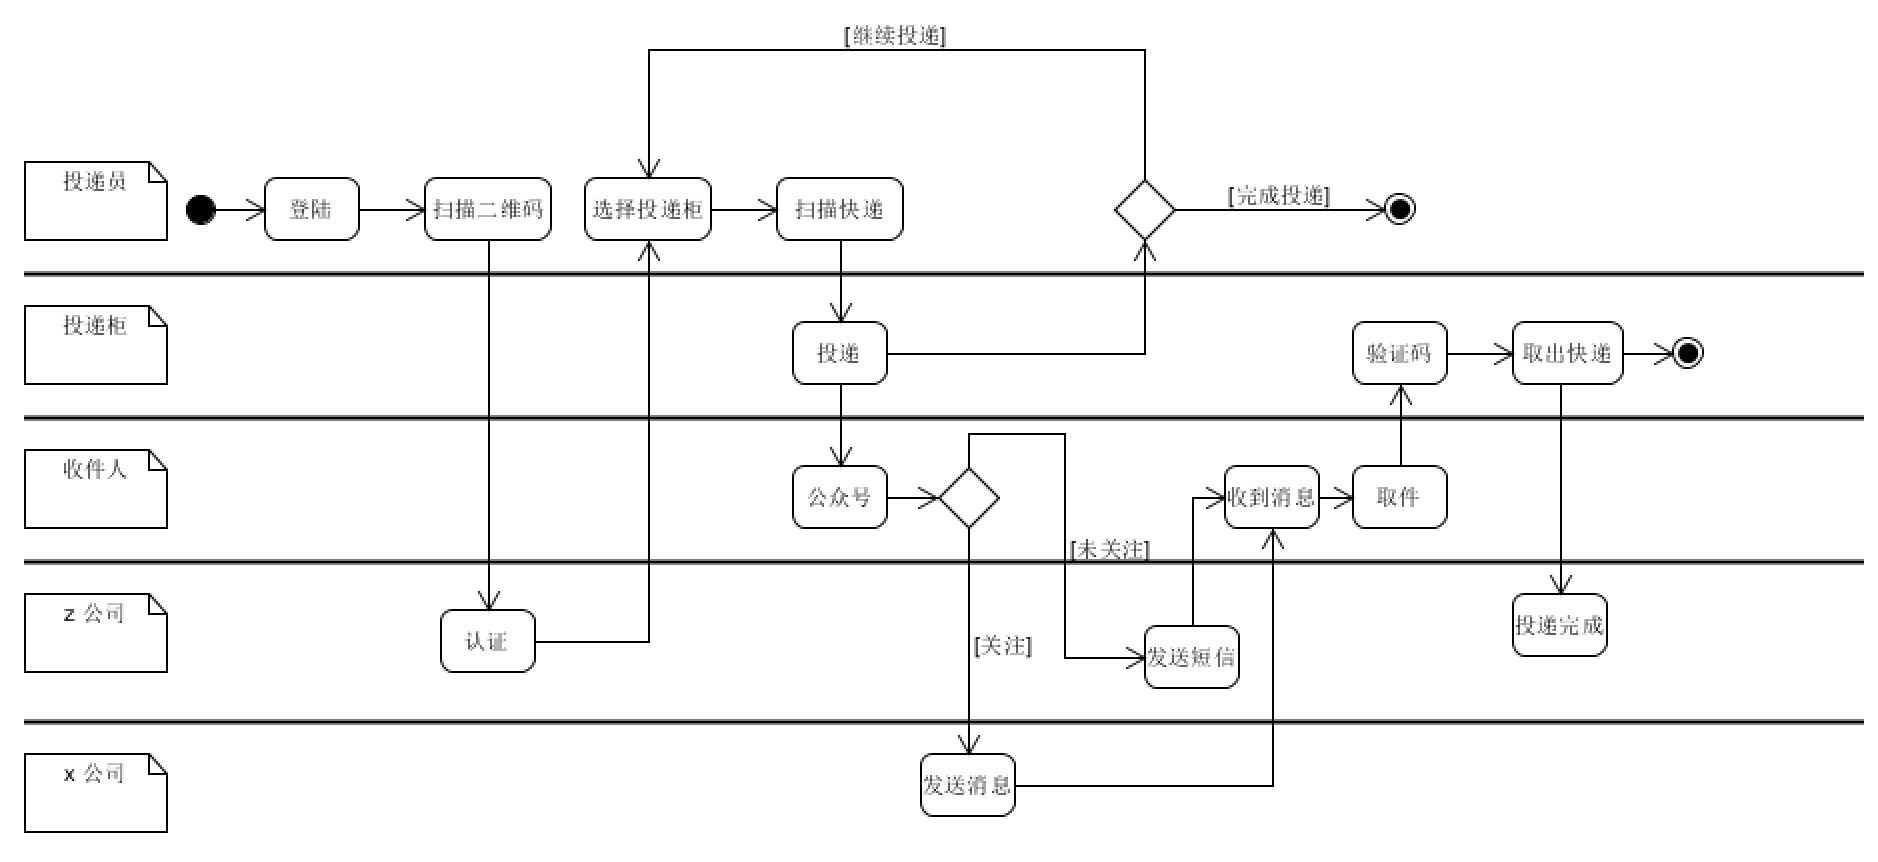 [继续投递]
投递员
登陆
扫描二维码
选择投递柜
扫描快递
[完成投递]
投递柜
投递
验证码
取出快递
收件人
公众号
收到消息
取件
[未关注]
z 公司
认证
[关注]
发送短信
投递完成
x 公司
发送消息